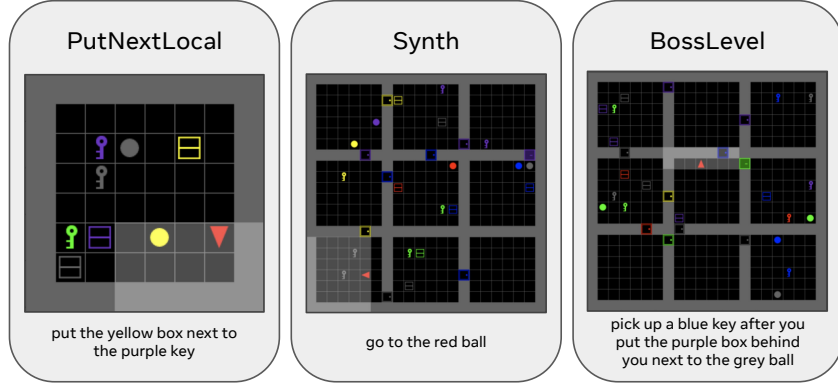 PutNextLocal
put the yellow box next to
the purple key
Synth
go to the red ball
BossLevel
pick up a blue key after you
put the purple box behind
you next to the grey ball